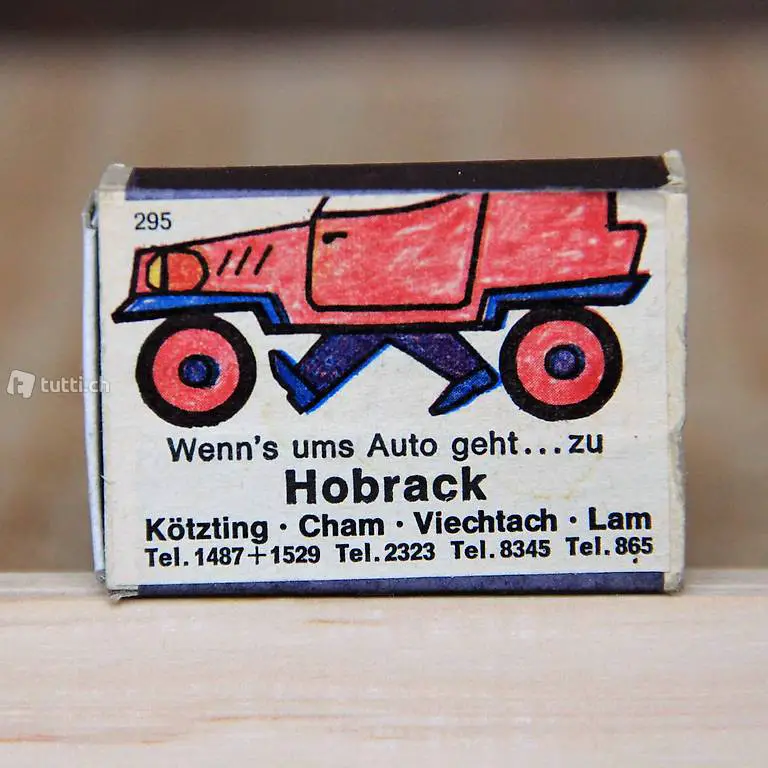 295
tutti.ch
Wenn's ums Auto geht...zu
Hobrack
Kötzting · Cham · Viechtach · Lam
Tel.1487+1529 Tel.2323 Tel.8345 Tel.865